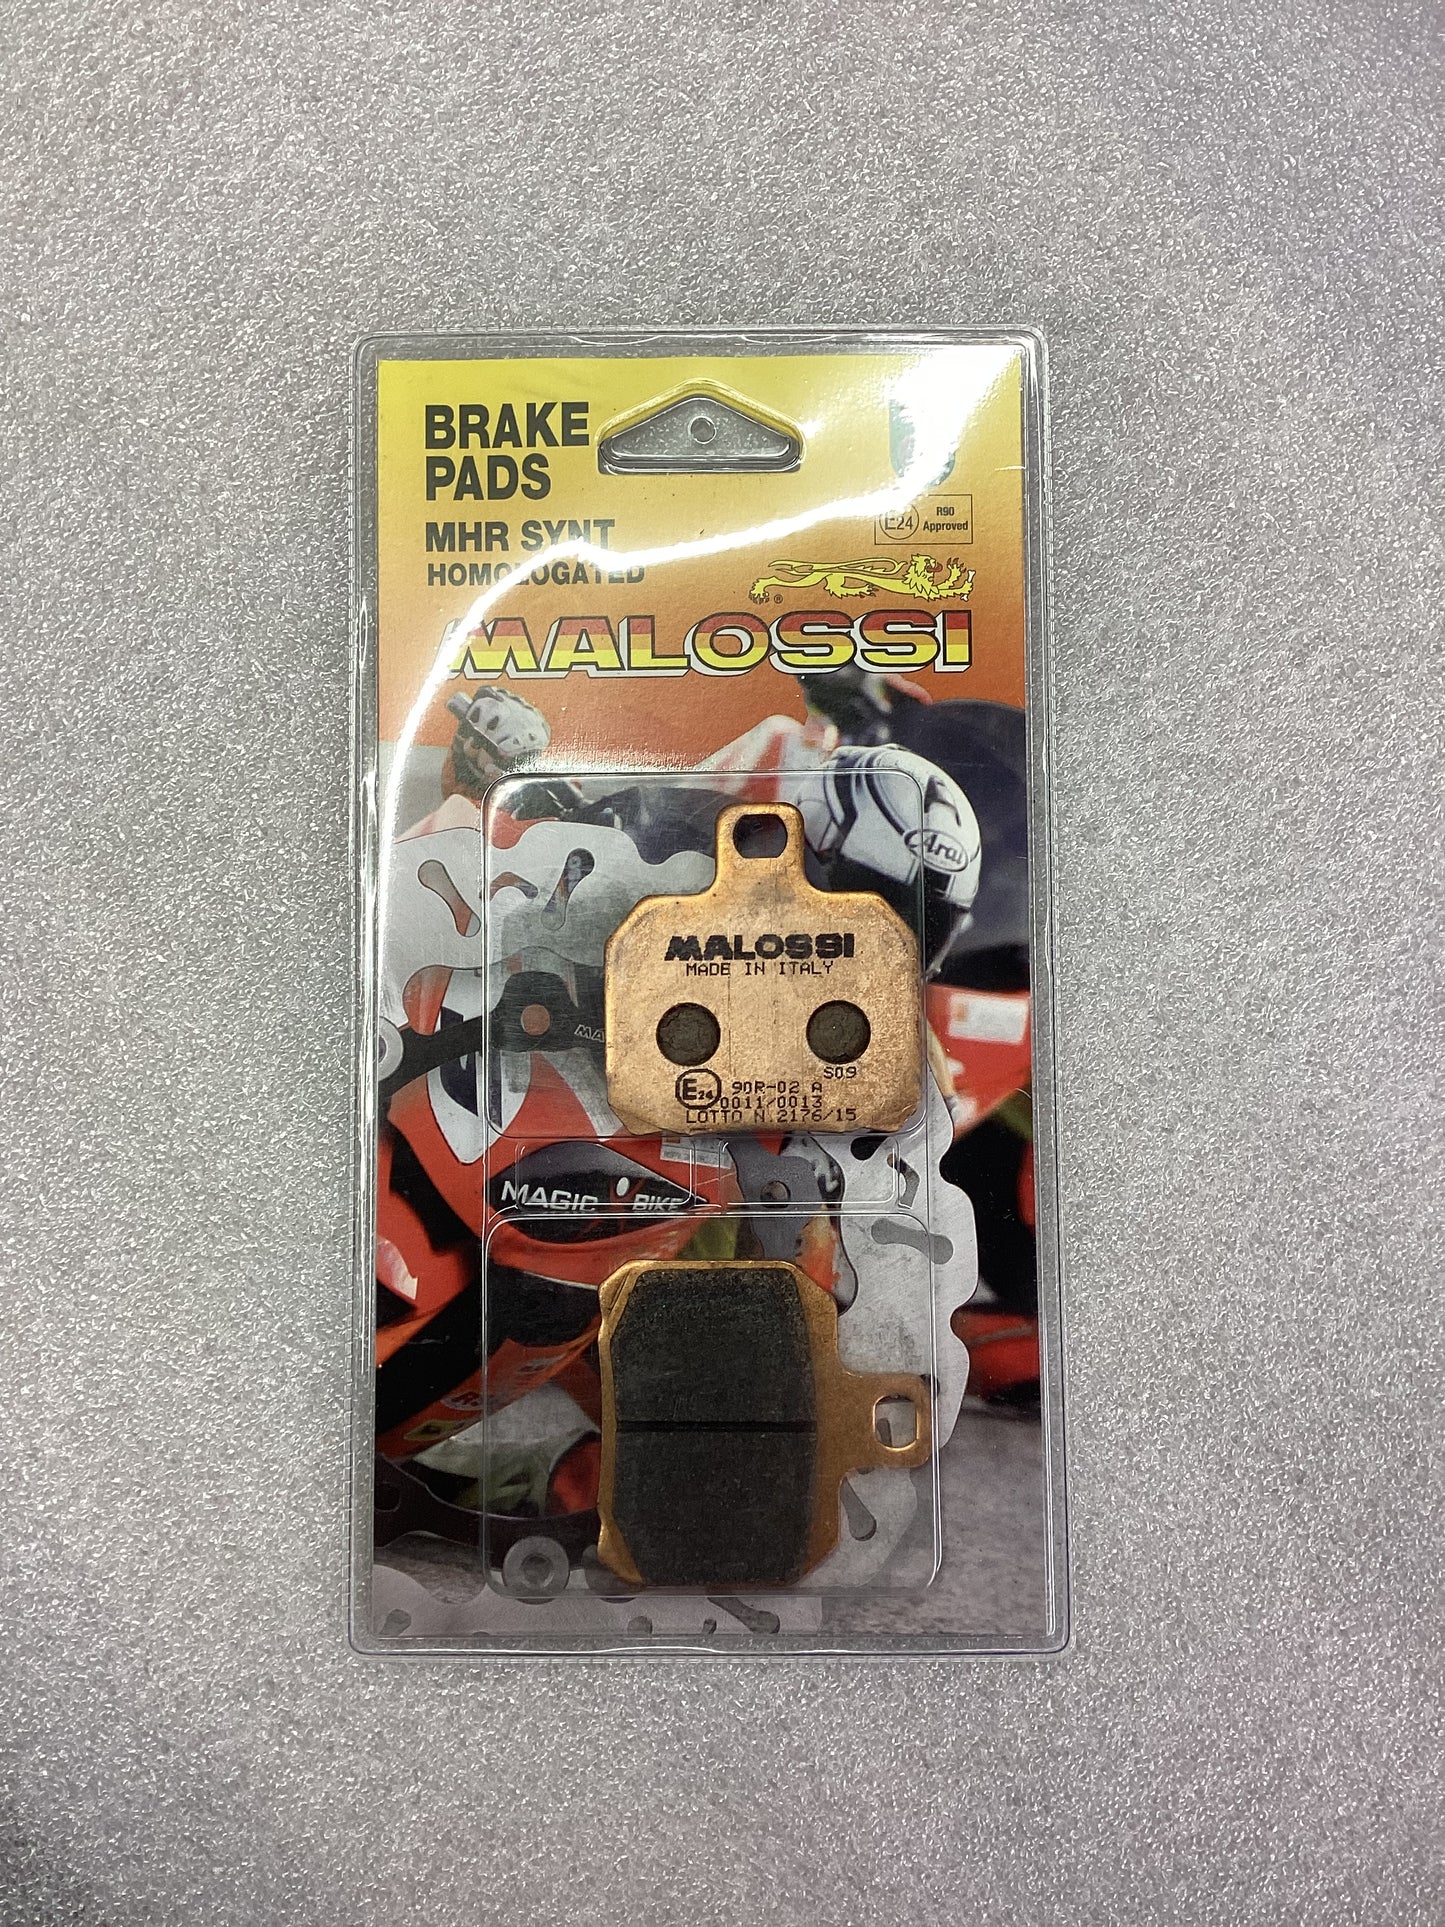 BRAKE
PADS
MHR SYNT
HOMOLOGATED
E24
R90
Approved
®
MALOSSI
Arai
MALOSSI
MADE IN ITALY
S09
E24 90R-02 A
0011/0013
LOTTO N.2176/15
MAGIC BIKE